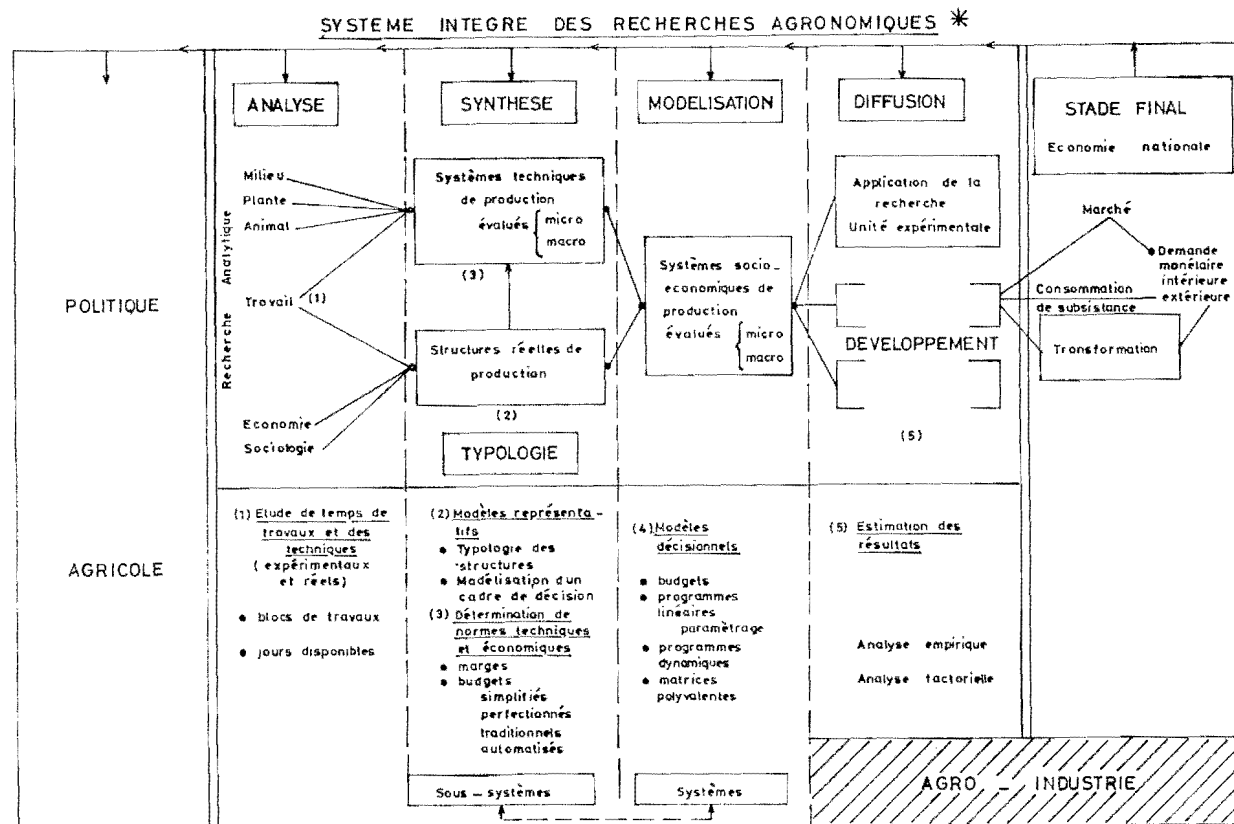 SYSTEME INTEGRE DES RECHERCHES AGRONOMIQUES *
POLITIQUE
AGRICOLE
ANALYSE
Recherche Analytique
Milieu
Plante
Animal
Travail (1)
Economie
Sociologie
(1) Etude de temps de
travaux et des
techniques
(expérimentaux
et réels)
• blocs de travaux
• jours disponibles
SYNTHESE
Systèmes techniques
de production
évalués { micro
macro
(3)
Structures réelles de
production
(2)
TYPOLOGIE
(2) Modèles représenta-
tifs
• Typologie des
structures
• Modélisation d'un
cadre de décision
(3) Détermination de
normes techniques
et économiques
• marges
• budgets
simplifiés
perfectionnés
traditionnels
automatisés
Sous-systèmes
MODELISATION
Systèmes socio-
economiques de
production
évalués { micro
macro
(4) Modèles
décisionnels
• budgets
• programmes
linéaires
paramètrage
• programmes
dynamiques
• matrices
polyvalentes
Systèmes
DIFFUSION
Application de la
recherche
Unité expérimentale
DEVELOPPEMENT
(5)
(5) Estimation des
résultats
Analyse empirique
Analyse factorielle
STADE FINAL
Economie nationale
Marché
• Demande
monétaire
intérieure
extérieure
Consommation
de subsistance
Transformation
AGRO - INDUSTRIE